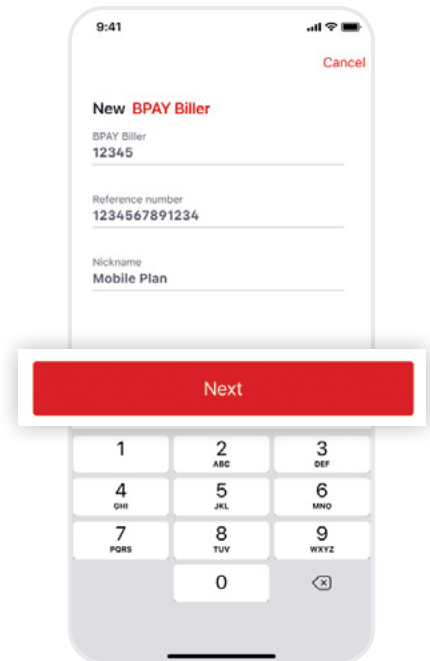 9:41
Cancel
New BPAY Biller
BPAY Biller
12345
Reference number
1234567891234
Nickname
Mobile Plan
Next
1 2 3
ABC DEF
4 5 6
GHI JKL MNO
7 8 9
PQRS TUV WXYZ
0